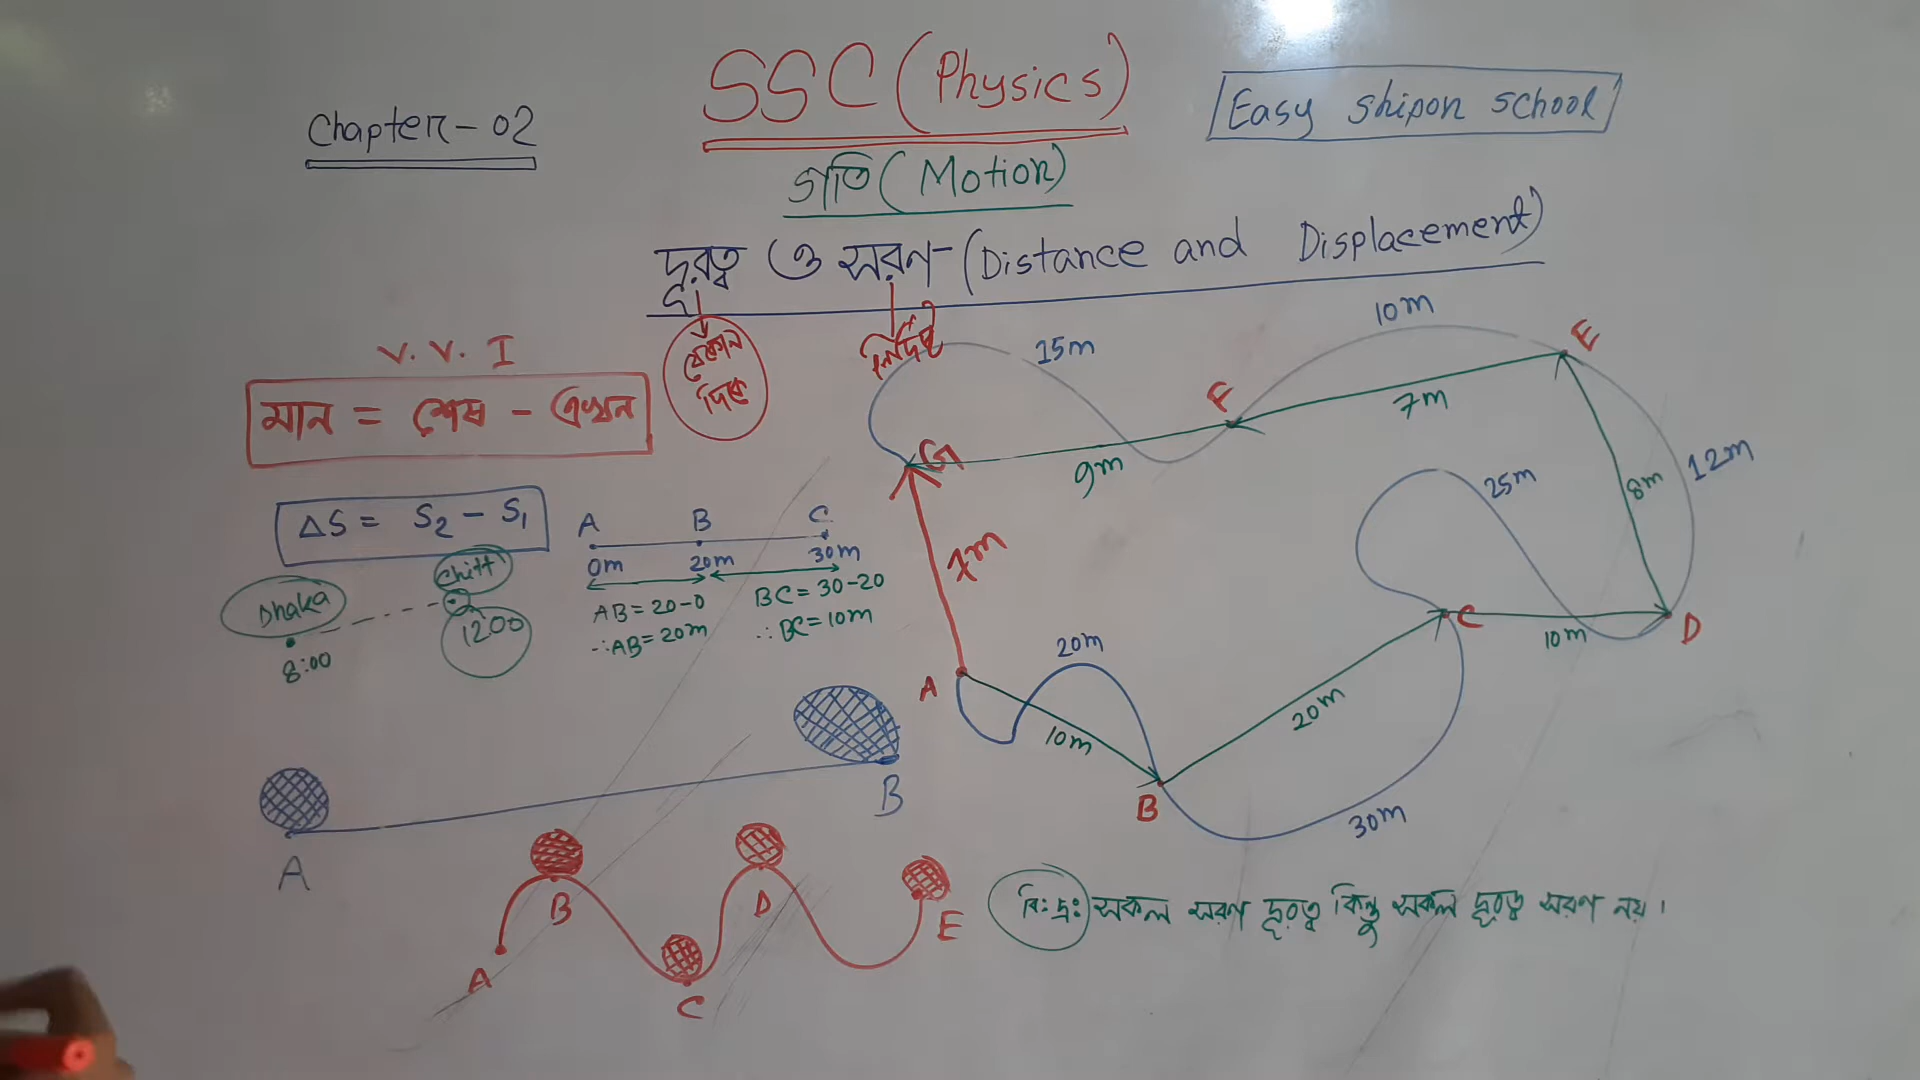 SSC (Physics)
Chapter-02
Easy Shipon School
গতি (Motion)
দূরত্ব ও সরণ- (Distance and Displacement)
যেকোন
দিকে
নির্দিষ্ট
V. V. I
মান = শেষ - এখন
ΔS = S₂ - S₁
Dhaka
8:00
Chitt
1200
A B C
0m 20m 30m
AB = 20-0
∴AB = 20m
BC = 30-20
∴BC = 10m
A
B
A
B
C
D
E
15m
10m
F
E
7m
G
9m
12m
8m
25m
7m
C
10m
D
A
20m
10m
20m
B
30m
বি:দ্র: সকল সরণ দূরত্ব কিন্তু সকল দূরত্ব সরণ নয়।